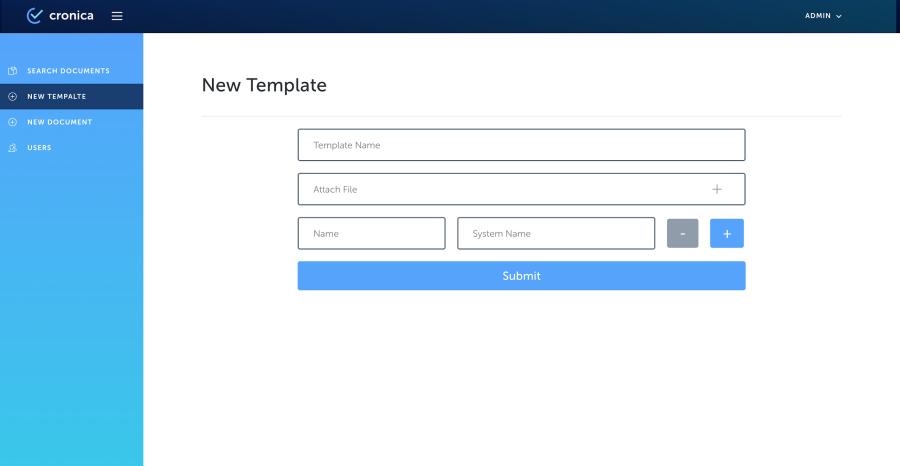 cronica
ADMIN
SEARCH DOCUMENTS
NEW TEMPALTE
NEW DOCUMENT
USERS
New Template
Template Name
Attach File +
Name System Name - +
Submit